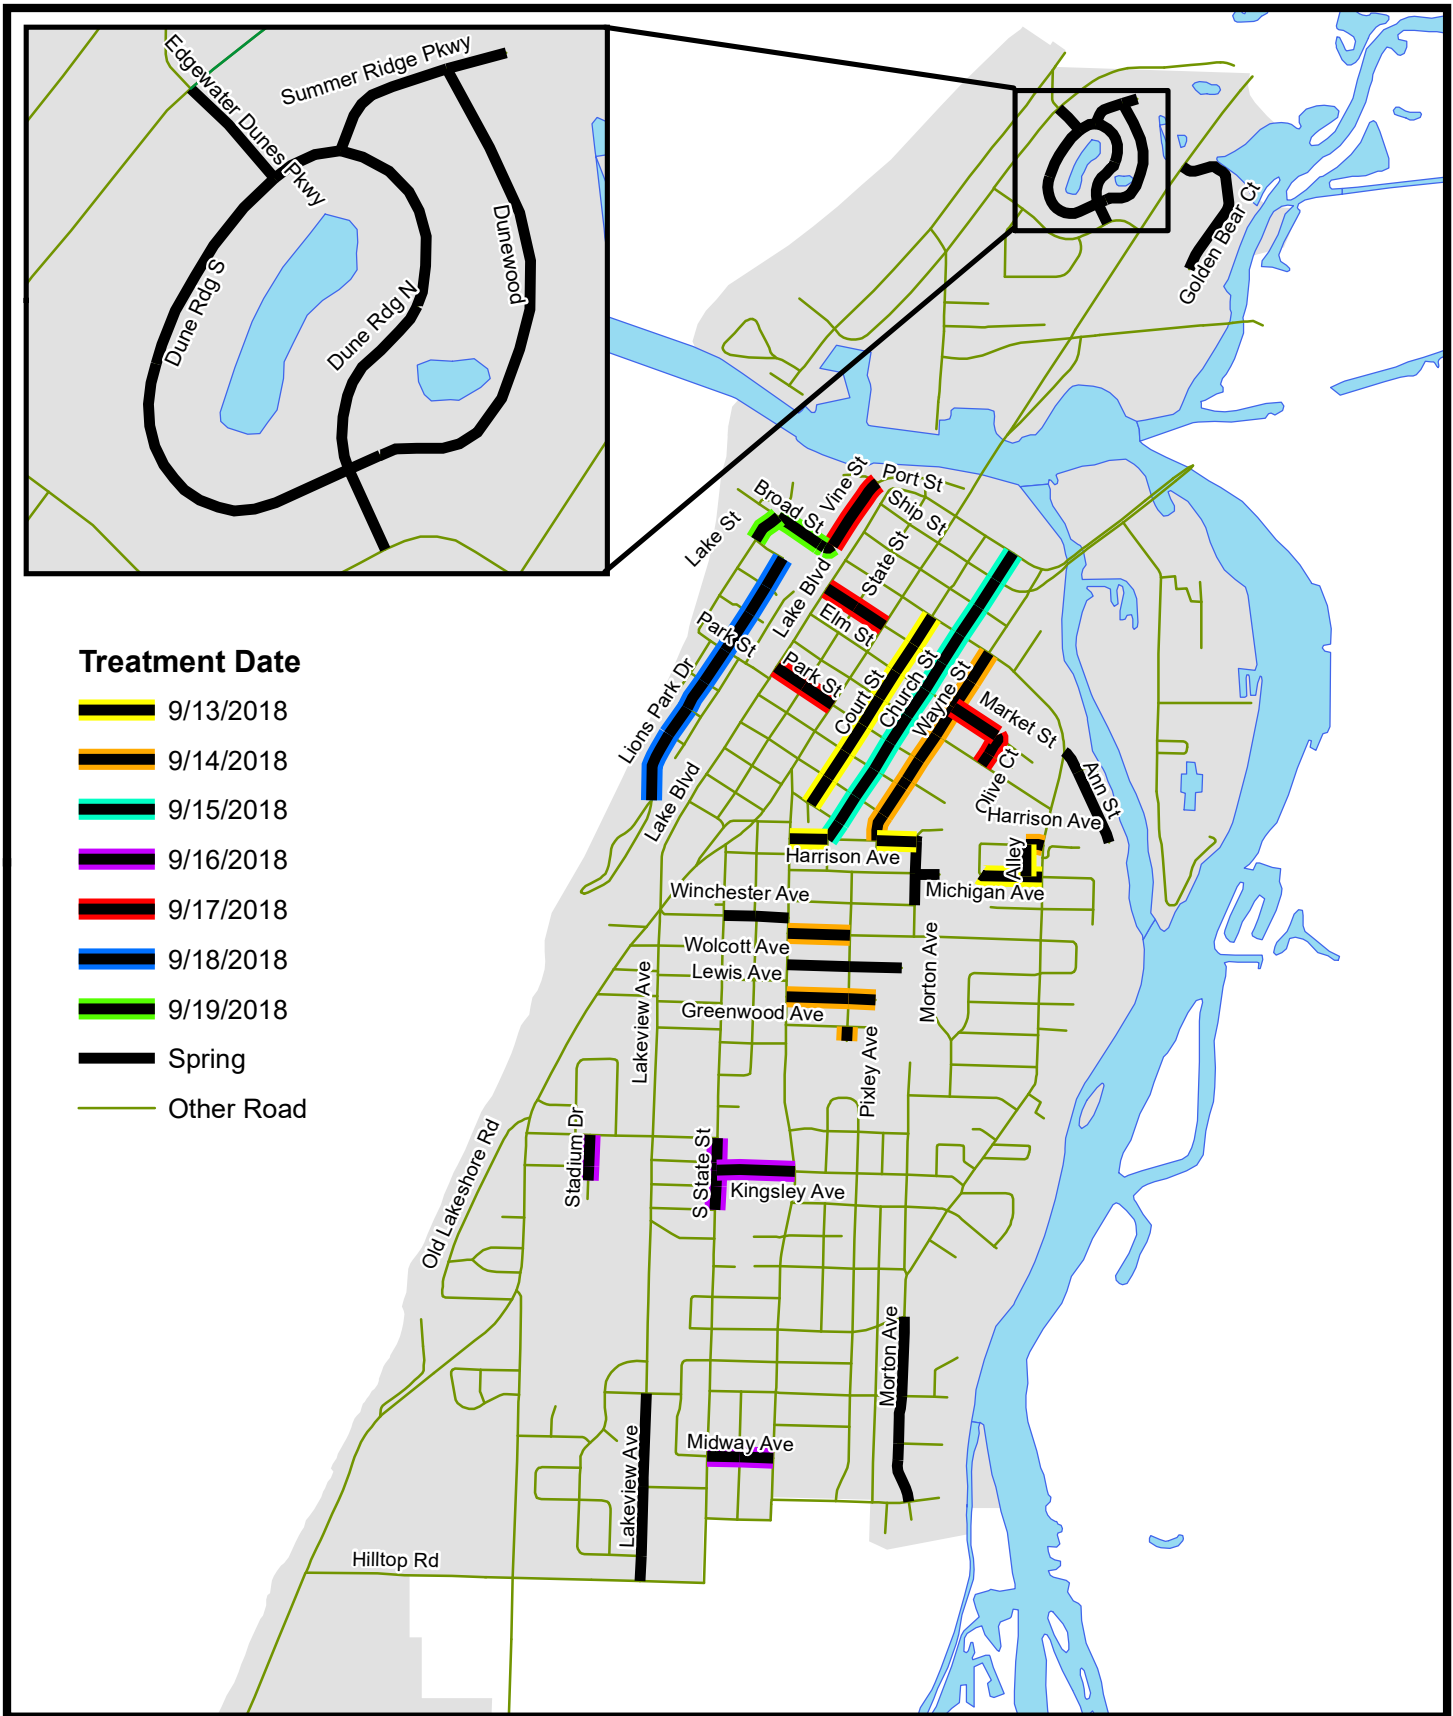 Edgewater Dunes Pkwy
Summer Ridge Pkwy
Dunewood
Dune Rdg S
Dune Rdg N
Golden Bear Ct
Vine St
Port St
Ship St
Broad St
Lake St
State St
Lake Blvd
Elm St
Park St
Park St
Court St
Church St
Wayne St
Market St
Lions Park Dr
Olive Ct
Ann St
Lake Blvd
Harrison Ave
Harrison Ave
Alley
Michigan Ave
Winchester Ave
Wolcott Ave
Lewis Ave
Morton Ave
Greenwood Ave
Lakeview Ave
Pixley Ave
Stadium Dr
S State St
Kingsley Ave
Old Lakeshore Rd
Morton Ave
Midway Ave
Lakeview Ave
Hilltop Rd
Treatment Date
9/13/2018
9/14/2018
9/15/2018
9/16/2018
9/17/2018
9/18/2018
9/19/2018
Spring
Other Road